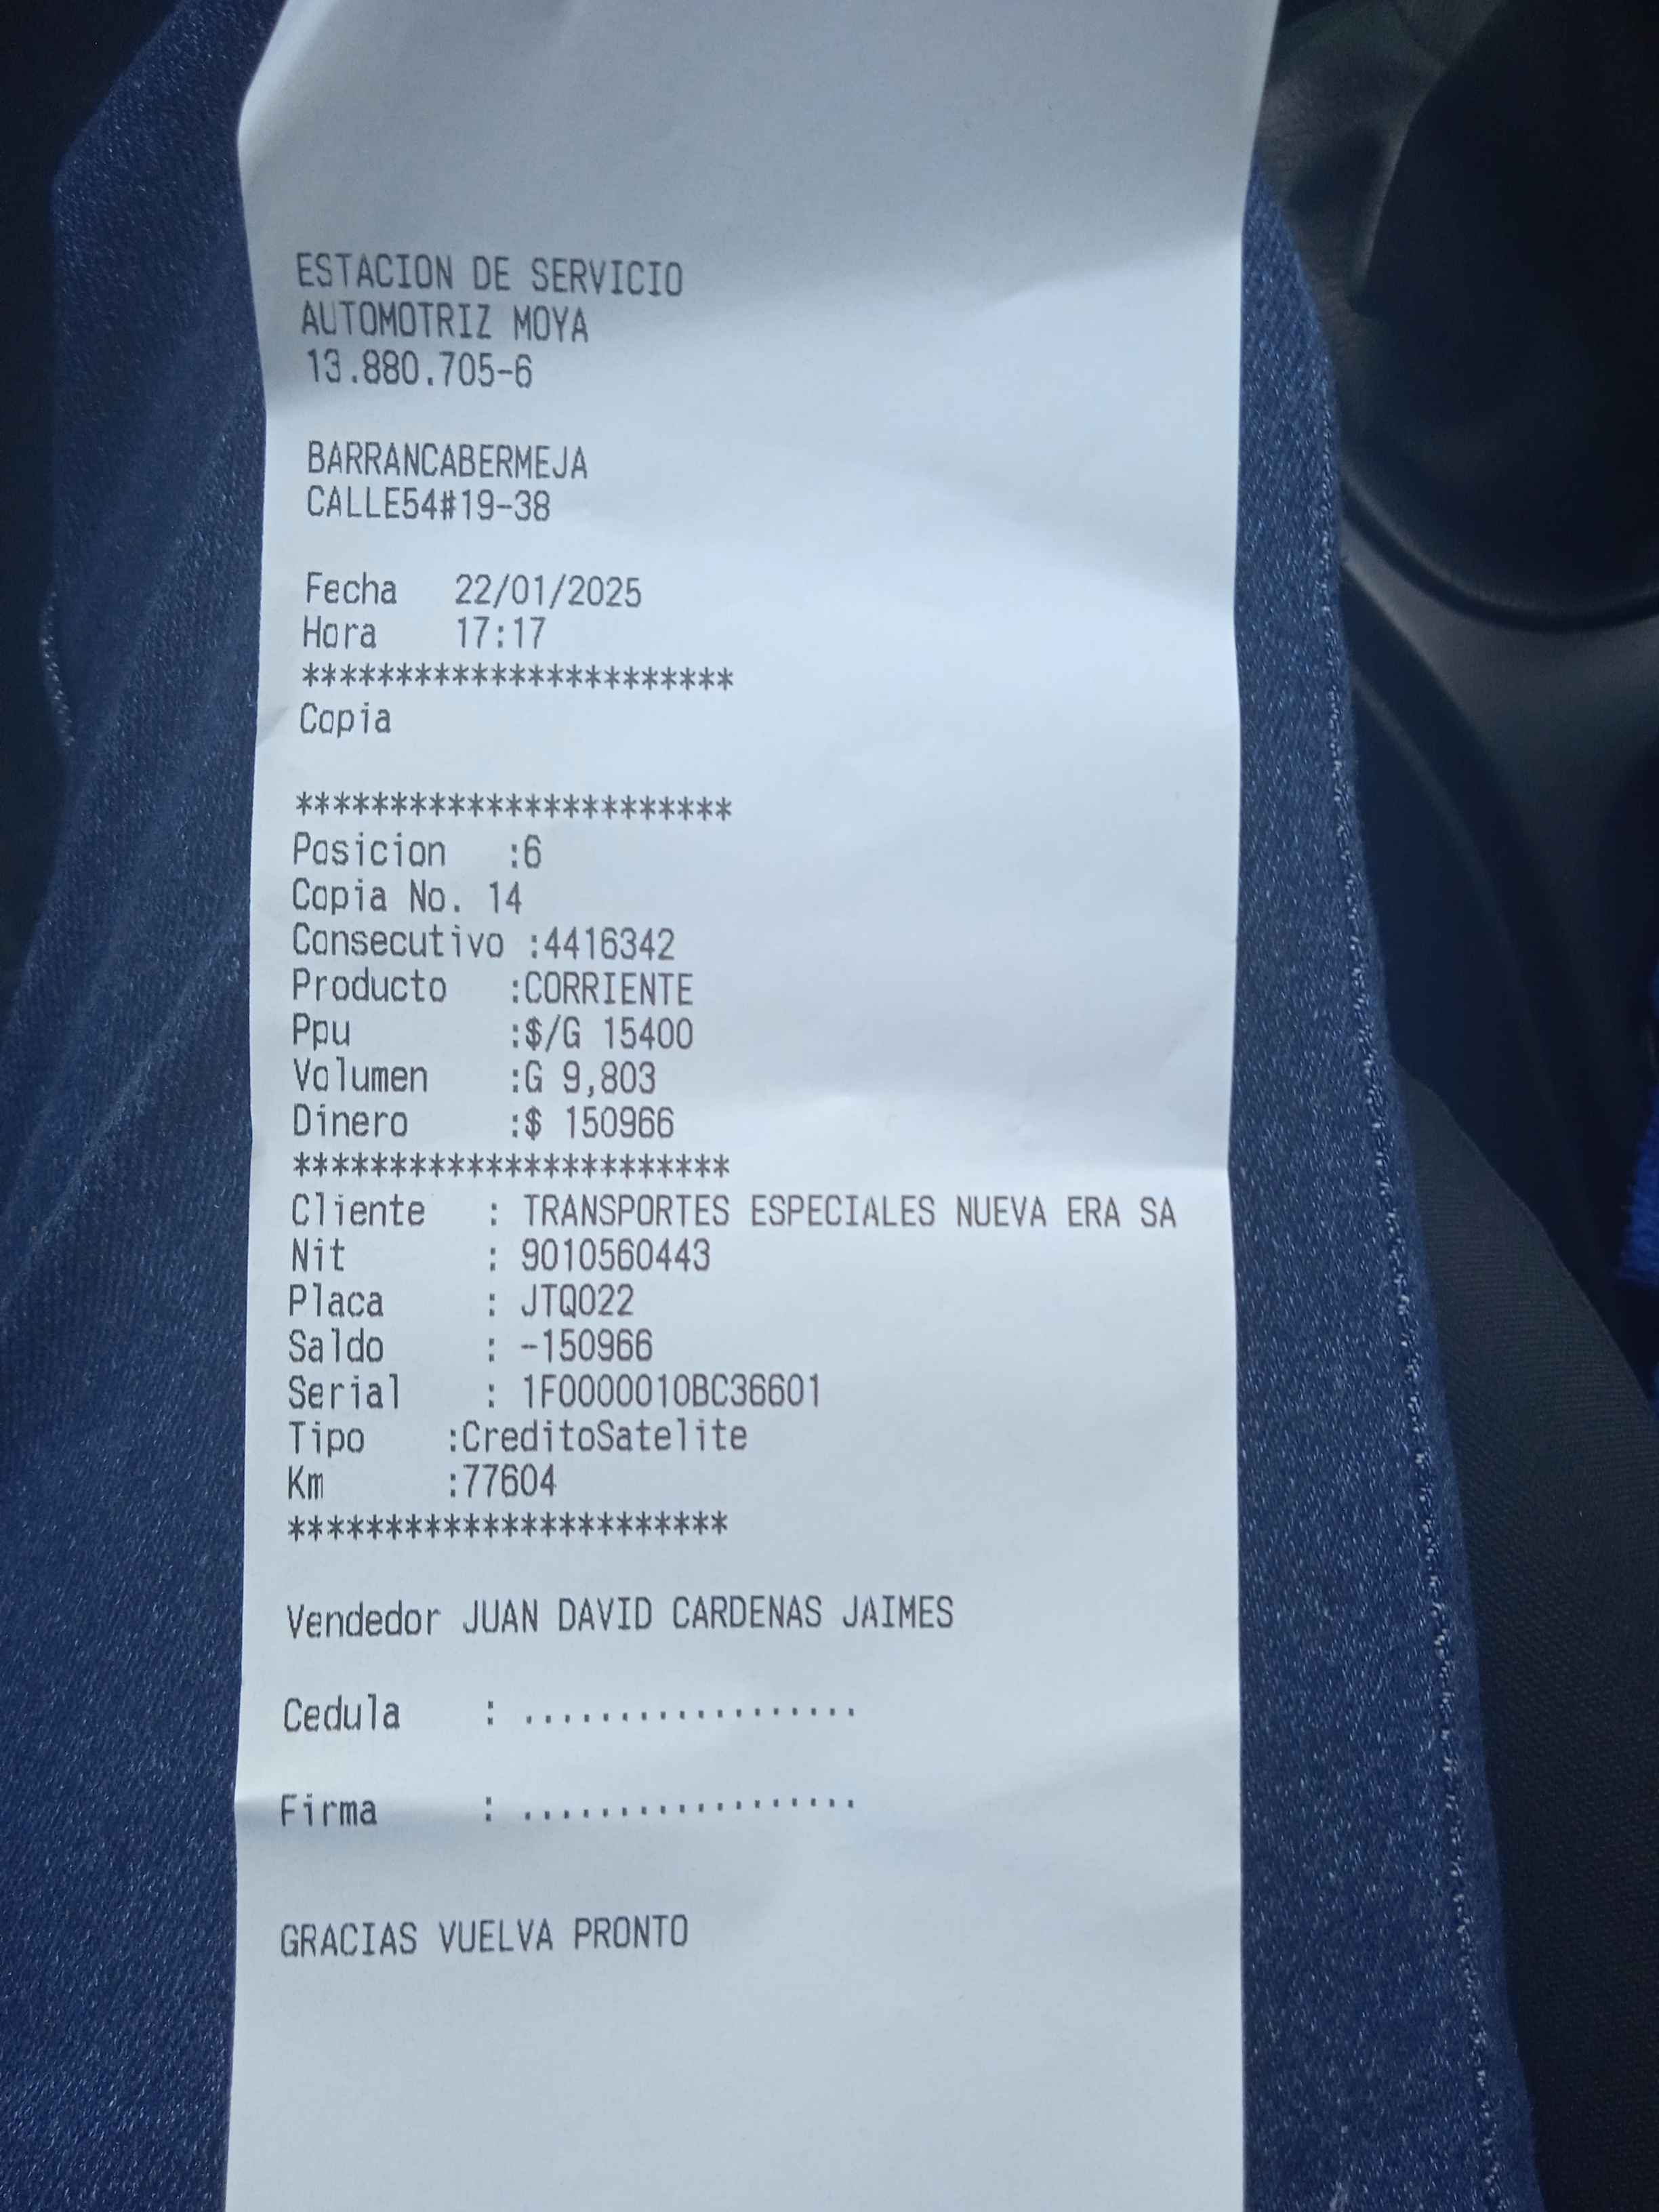 ESTACION DE SERVICIO
AUTOMOTRIZ MOYA
13.880.705-6
BARRANCABERMEJA
CALLE54#19-38
Fecha 22/01/2025
Hora 17:17
***********************
Copia
***********************
Posicion :6
Copia No. 14
Consecutivo :4416342
Producto :CORRIENTE
Ppu :$/G 15400
Volumen :G 9,803
Dinero :$ 150966
***********************
Cliente : TRANSPORTES ESPECIALES NUEVA ERA SA
Nit : 9010560443
Placa : JTQ022
Saldo : -150966
Serial : 1F0000010BC36601
Tipo :CreditoSatelite
Km :77604
***********************
Vendedor JUAN DAVID CARDENAS JAIMES
Cedula : ..................
Firma : ..................
GRACIAS VUELVA PRONTO